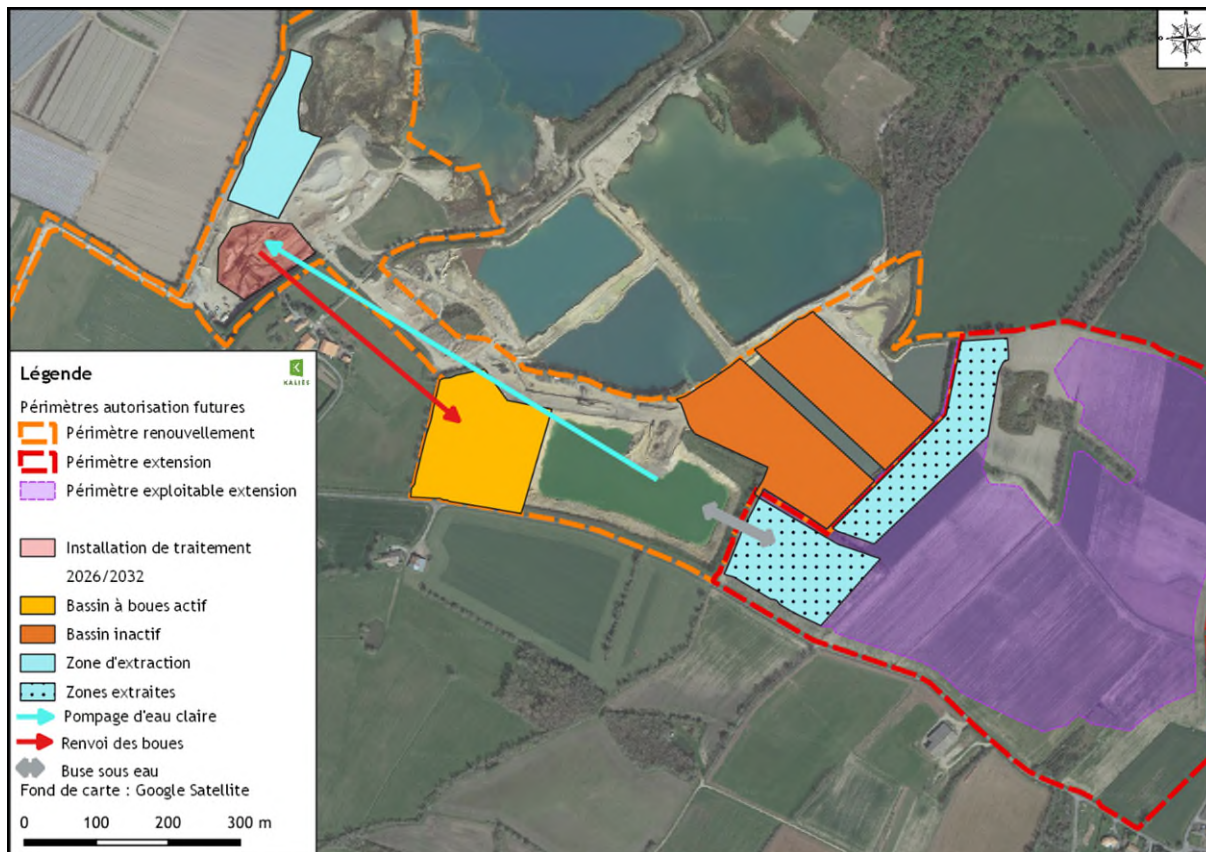 N
O
E
S
Légende
KALIÈS
Périmètres autorisation futures
Périmètre renouvellement
Périmètre extension
Périmètre exploitable extension
Installation de traitement
2026/2032
Bassin à boues actif
Bassin inactif
Zone d'extraction
Zones extraites
Pompage d'eau claire
Renvoi des boues
Buse sous eau
Fond de carte : Google Satellite
0 100 200 300 m